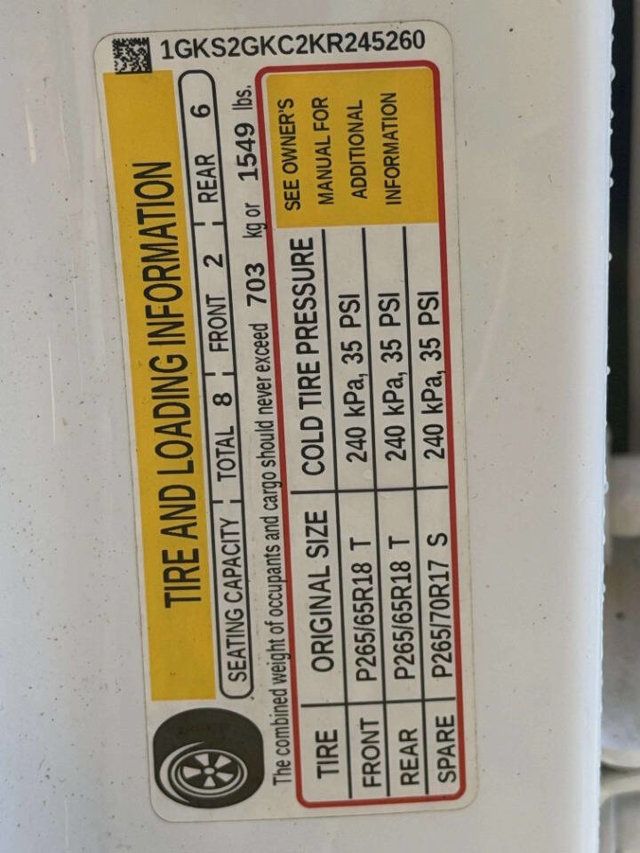 1GKS2GKC2KR245260
TIRE AND LOADING INFORMATION
SEATING CAPACITY TOTAL 8 FRONT 2 REAR 6
The combined weight of occupants and cargo should never exceed 703 kg or 1549 lbs.
TIRE ORIGINAL SIZE COLD TIRE PRESSURE
FRONT P265/65R18 T 240 kPa, 35 PSI
REAR P265/65R18 T 240 kPa, 35 PSI
SPARE P265/70R17 S 240 kPa, 35 PSI
SEE OWNER'S
MANUAL FOR
ADDITIONAL
INFORMATION